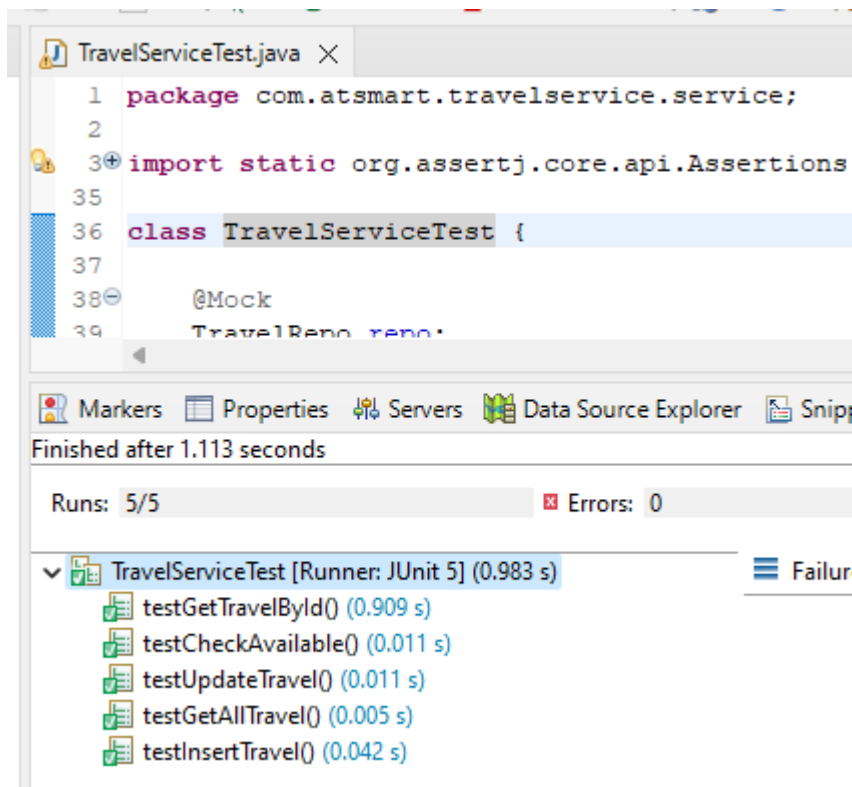 TravelServiceTest.java
1 package com.atsmart.travelservice.service;
2
3 import static org.assertj.core.api.Assertions
35
36 class TravelServiceTest {
37
38 @Mock
39 TravelRepo repo;
Markers Properties Servers Data Source Explorer
Finished after 1.113 seconds
Runs: 5/5 Errors: 0
TravelServiceTest [Runner: JUnit 5] (0.983 s)
testGetTravelById() (0.909 s)
testCheckAvailable() (0.011 s)
testUpdateTravel() (0.011 s)
testGetAllTravel() (0.005 s)
testInsertTravel() (0.042 s)